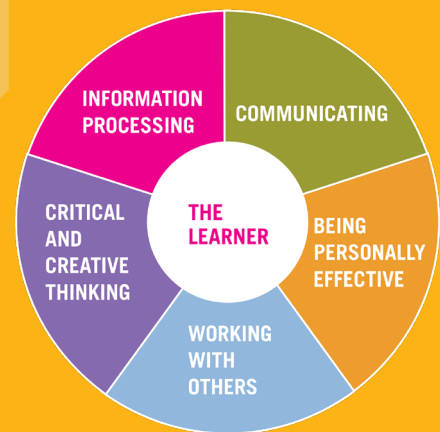 INFORMATION
PROCESSING
COMMUNICATING
CRITICAL
AND
CREATIVE
THINKING
THE
LEARNER
BEING
PERSONALLY
EFFECTIVE
WORKING
WITH
OTHERS